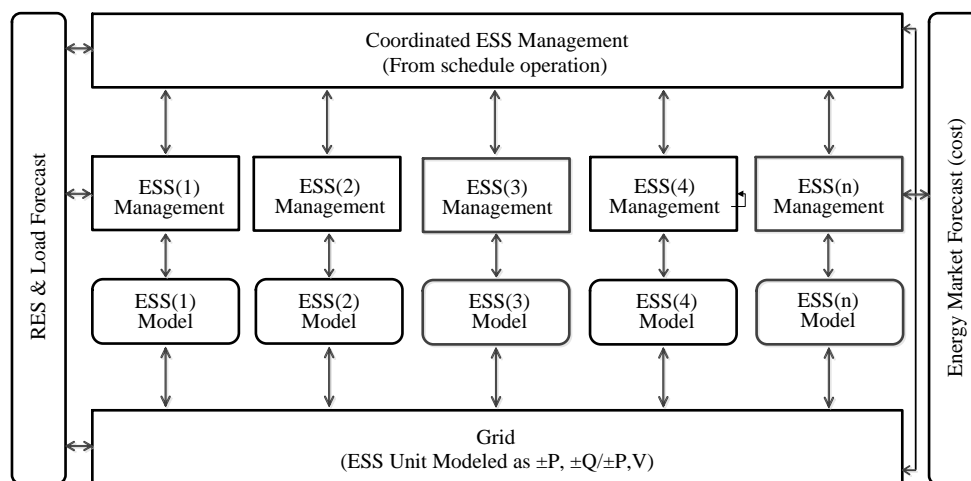 RES & Load Forecast
Coordinated ESS Management
(From schedule operation)
Energy Market Forecast (cost)
ESS(1)
Management
ESS(2)
Management
ESS(3)
Management
ESS(4)
Management
ESS(n)
Management
ESS(1)
Model
ESS(2)
Model
ESS(3)
Model
ESS(4)
Model
ESS(n)
Model
Grid
(ESS Unit Modeled as ±P, ±Q/±P,V)